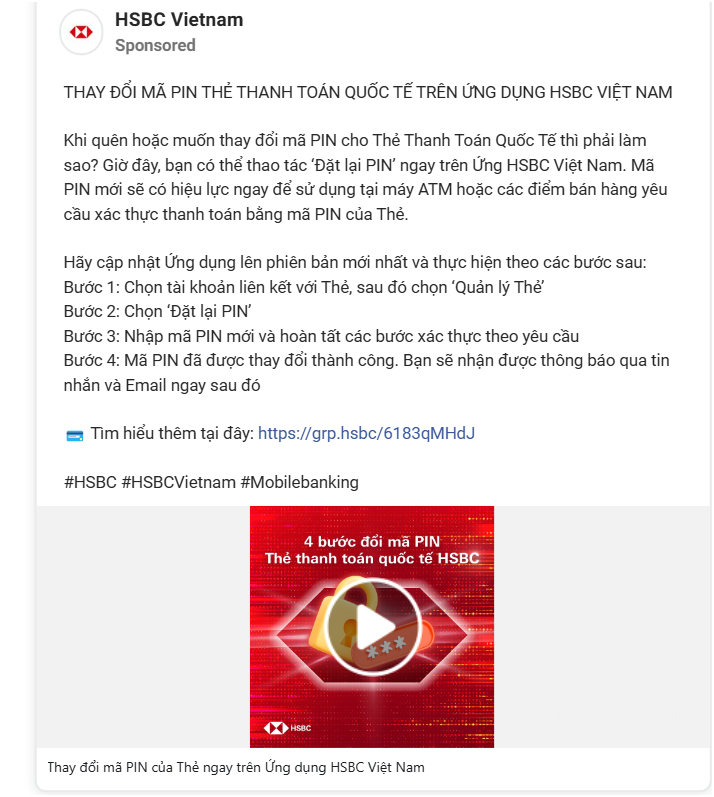 HSBC Vietnam
Sponsored
THAY ĐỔI MÃ PIN THẺ THANH TOÁN QUỐC TẾ TRÊN ỨNG DỤNG HSBC VIỆT NAM
Khi quên hoặc muốn thay đổi mã PIN cho Thẻ Thanh Toán Quốc Tế thì phải làm
sao? Giờ đây, bạn có thể thao tác ‘Đặt lại PIN’ ngay trên Ứng HSBC Việt Nam. Mã
PIN mới sẽ có hiệu lực ngay để sử dụng tại máy ATM hoặc các điểm bán hàng yêu
cầu xác thực thanh toán bằng mã PIN của Thẻ.
Hãy cập nhật Ứng dụng lên phiên bản mới nhất và thực hiện theo các bước sau:
Bước 1: Chọn tài khoản liên kết với Thẻ, sau đó chọn ‘Quản lý Thẻ’
Bước 2: Chọn ‘Đặt lại PIN’
Bước 3: Nhập mã PIN mới và hoàn tất các bước xác thực theo yêu cầu
Bước 4: Mã PIN đã được thay đổi thành công. Bạn sẽ nhận được thông báo qua tin
nhắn và Email ngay sau đó
Tìm hiểu thêm tại đây: https://grp.hsbc/6183qMHdJ
#HSBC #HSBCVietnam #Mobilebanking
4 bước đổi mã PIN
Thẻ thanh toán quốc tế HSBC
***
HSBC
Thay đổi mã PIN của Thẻ ngay trên Ứng dụng HSBC Việt Nam